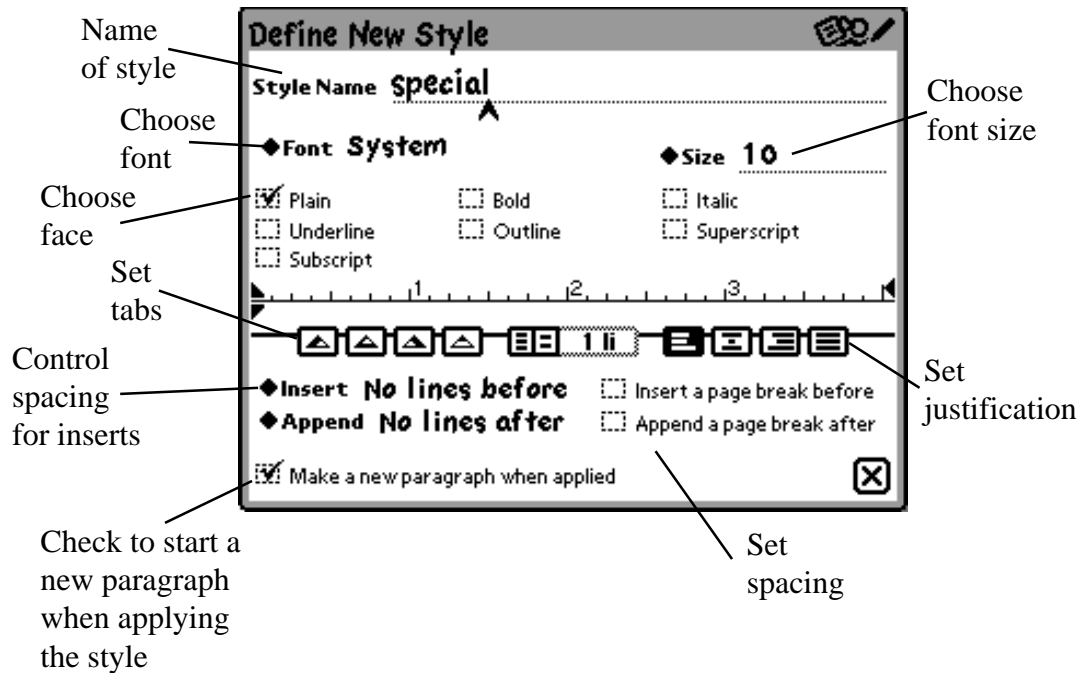 Name
of style
Define New Style
Style Name special
Choose
font
Font System
Choose
font size
Size 10
Choose
face
Plain
Bold
Italic
Underline
Outline
Superscript
Subscript
Set
tabs
1 2 3
1 li
Control
spacing
for inserts
Insert No lines before
Insert a page break before
Append No lines after
Append a page break after
Set
justification
Make a new paragraph when applied
Check to start a
new paragraph
when applying
the style
Set
spacing